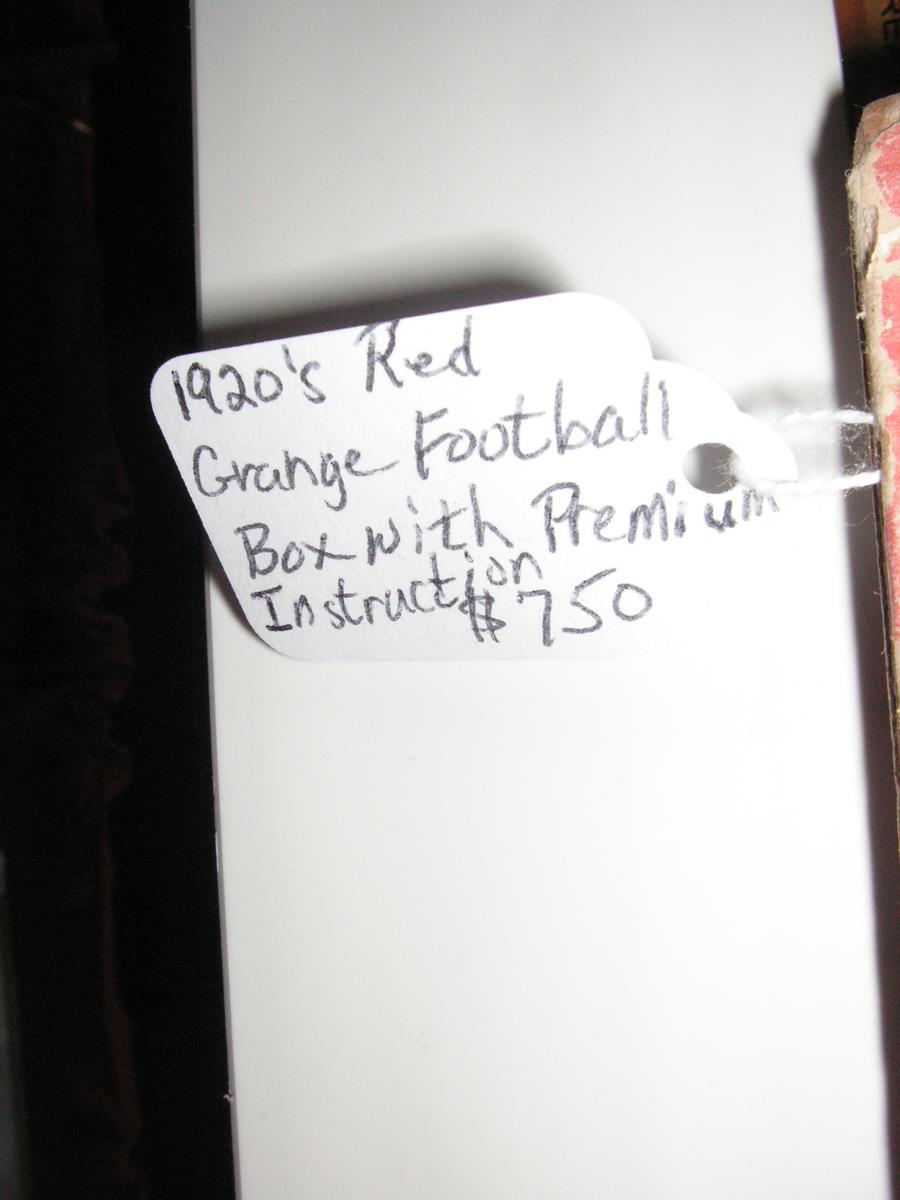 1920's Red
Grange Football
Box with Premium
Instruction
$750